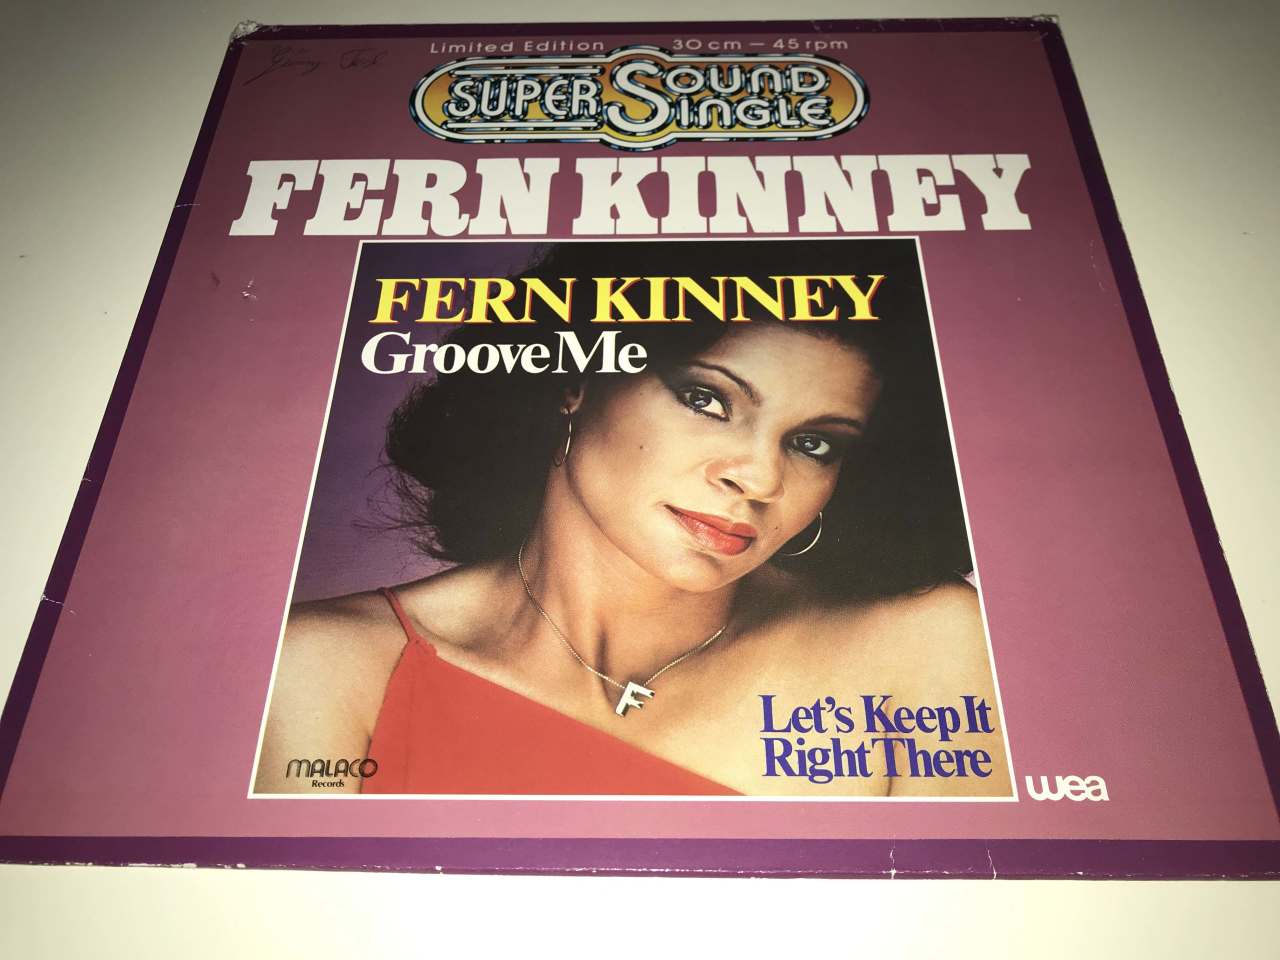 Limited Edition 30 cm — 45 rpm
SUPER SOUND SINGLE
FERN KINNEY
FERN KINNEY
Groove Me
F
Let's Keep It
Right There
MALACO
Records
wea